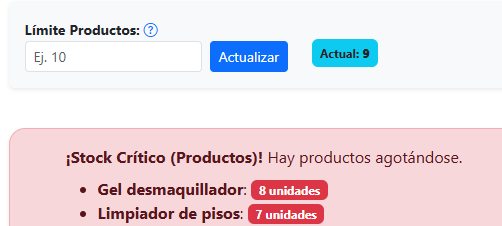 Límite Productos: ?
Ej. 10
Actualizar
Actual: 9
¡Stock Crítico (Productos)! Hay productos agotándose.
• Gel desmaquillador: 8 unidades
• Limpiador de pisos: 7 unidades